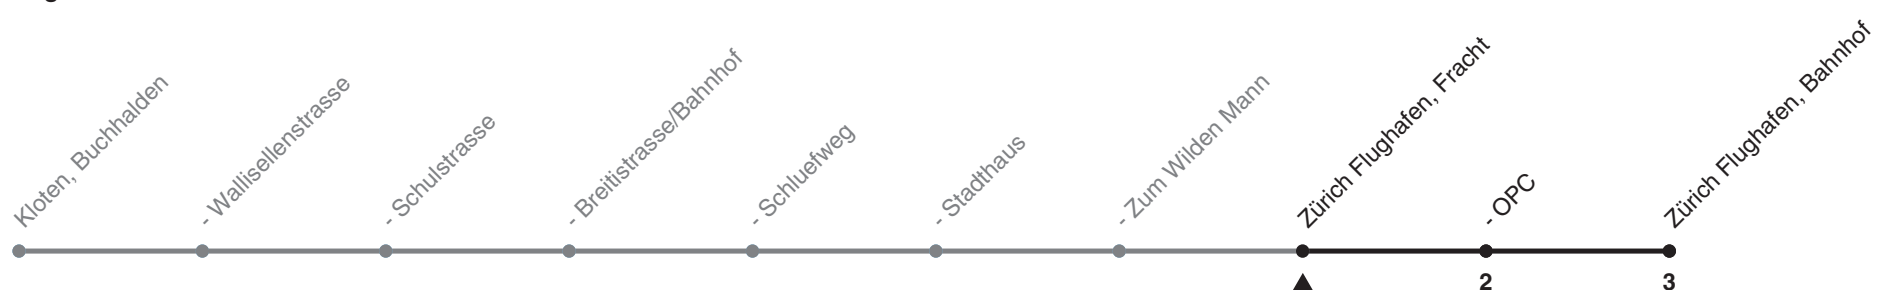 Kloten, Buchhalden
- Wallisellenstrasse
- Schulstrasse
- Breitistrasse/Bahnhof
- Schluefweg
- Stadthaus
- Zum Wilden Mann
Zürich Flughafen, Fracht
- OPC
Zürich Flughafen, Bahnhof
2
3